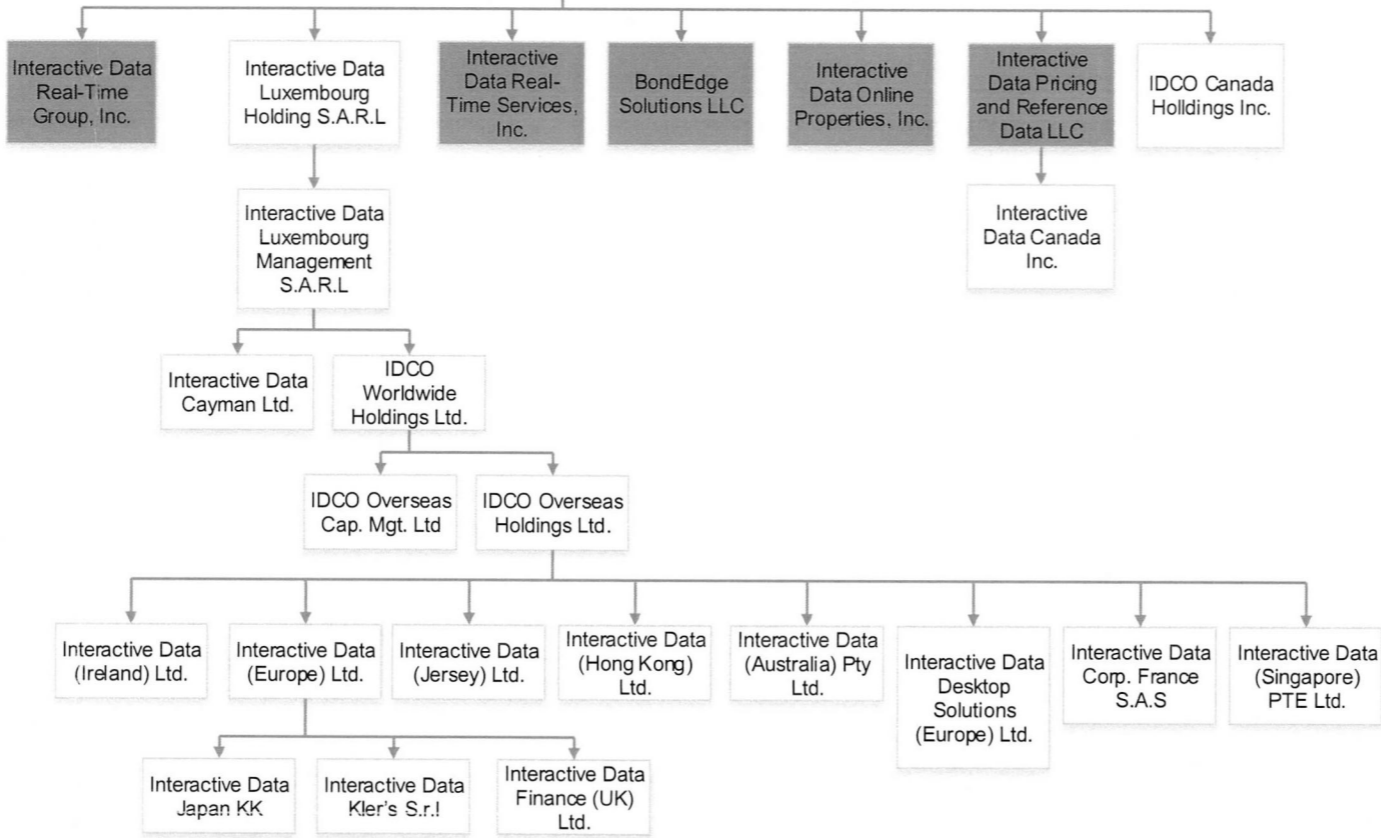 Interactive Data
Real-Time
Group, Inc.
Interactive Data
Luxembourg
Holding S.A.R.L
Interactive
Data Real-
Time Services,
Inc.
BondEdge
Solutions LLC
Interactive
Data Online
Properties, Inc.
Interactive
Data Pricing
and Reference
Data LLC
IDCO Canada
Holldings Inc.
Interactive Data
Luxembourg
Management
S.A.R.L
Interactive
Data Canada
Inc.
Interactive Data
Cayman Ltd.
IDCO
Worldwide
Holdings Ltd.
IDCO Overseas
Cap. Mgt. Ltd
IDCO Overseas
Holdings Ltd.
Interactive Data
(Ireland) Ltd.
Interactive Data
(Europe) Ltd.
Interactive Data
(Jersey) Ltd.
Interactive Data
(Hong Kong)
Ltd.
Interactive Data
(Australia) Pty
Ltd.
Interactive Data
Desktop
Solutions
(Europe) Ltd.
Interactive Data
Corp. France
S.A.S
Interactive Data
(Singapore)
PTE Ltd.
Interactive Data
Japan KK
Interactive Data
Kler's S.r.l
Interactive Data
Finance (UK)
Ltd.